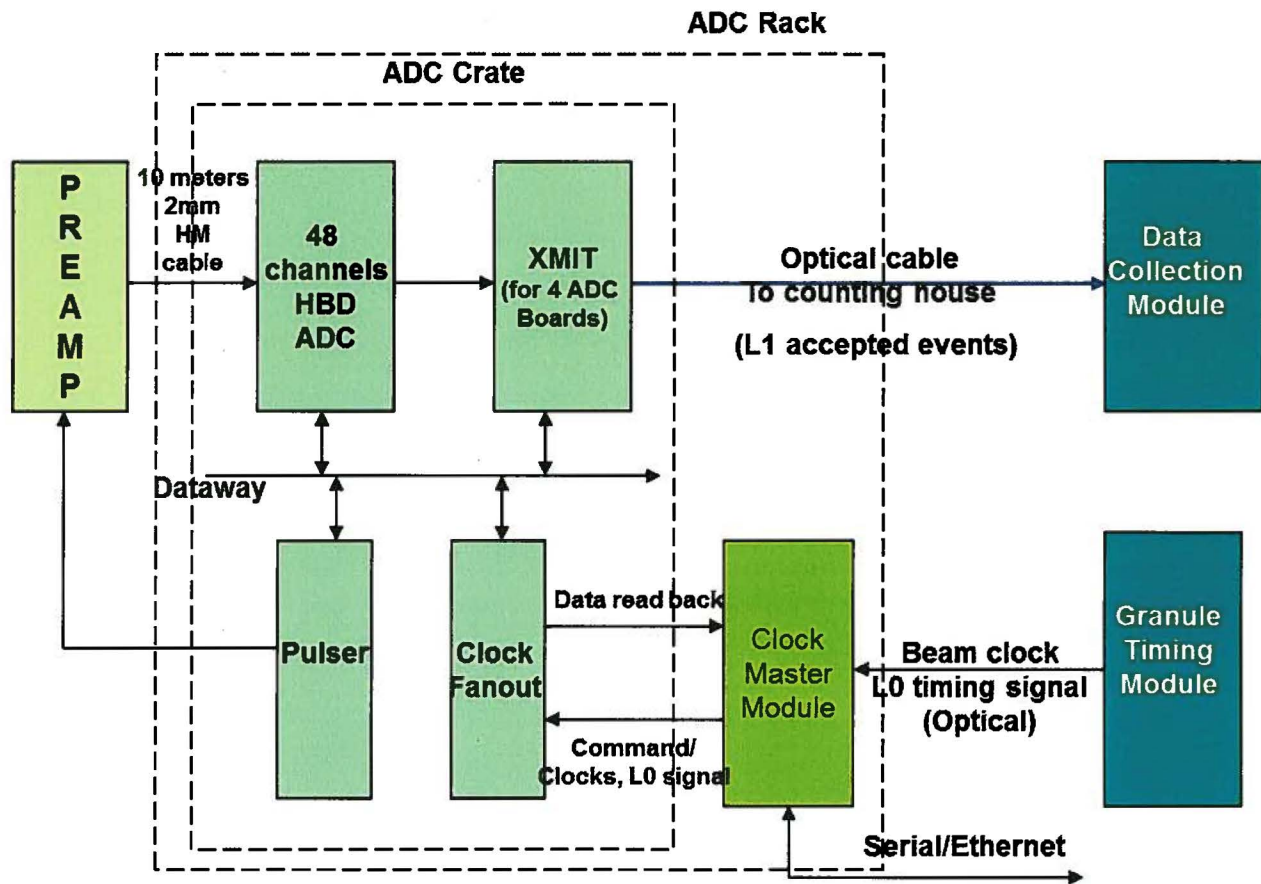 ADC Rack
ADC Crate
P
R
E
A
M
P
10 meters
2mm
HM
cable
48
channels
HBD
ADC
XMIT
(for 4 ADC
Boards)
Optical cable
To counting house
(L1 accepted events)
Data
Collection
Module
Dataway
Pulser
Clock
Fanout
Data read back
Command/
Clocks, L0 signal
Clock
Master
Module
Beam clock
L0 timing signal
(Optical)
Granule
Timing
Module
Serial/Ethernet